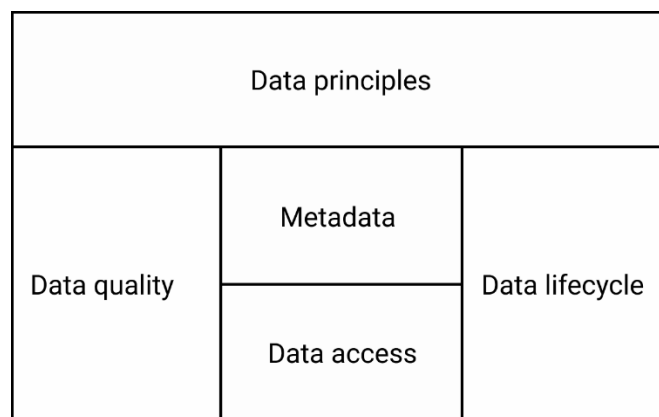 Data principles
Metadata
Data quality
Data lifecycle
Data access